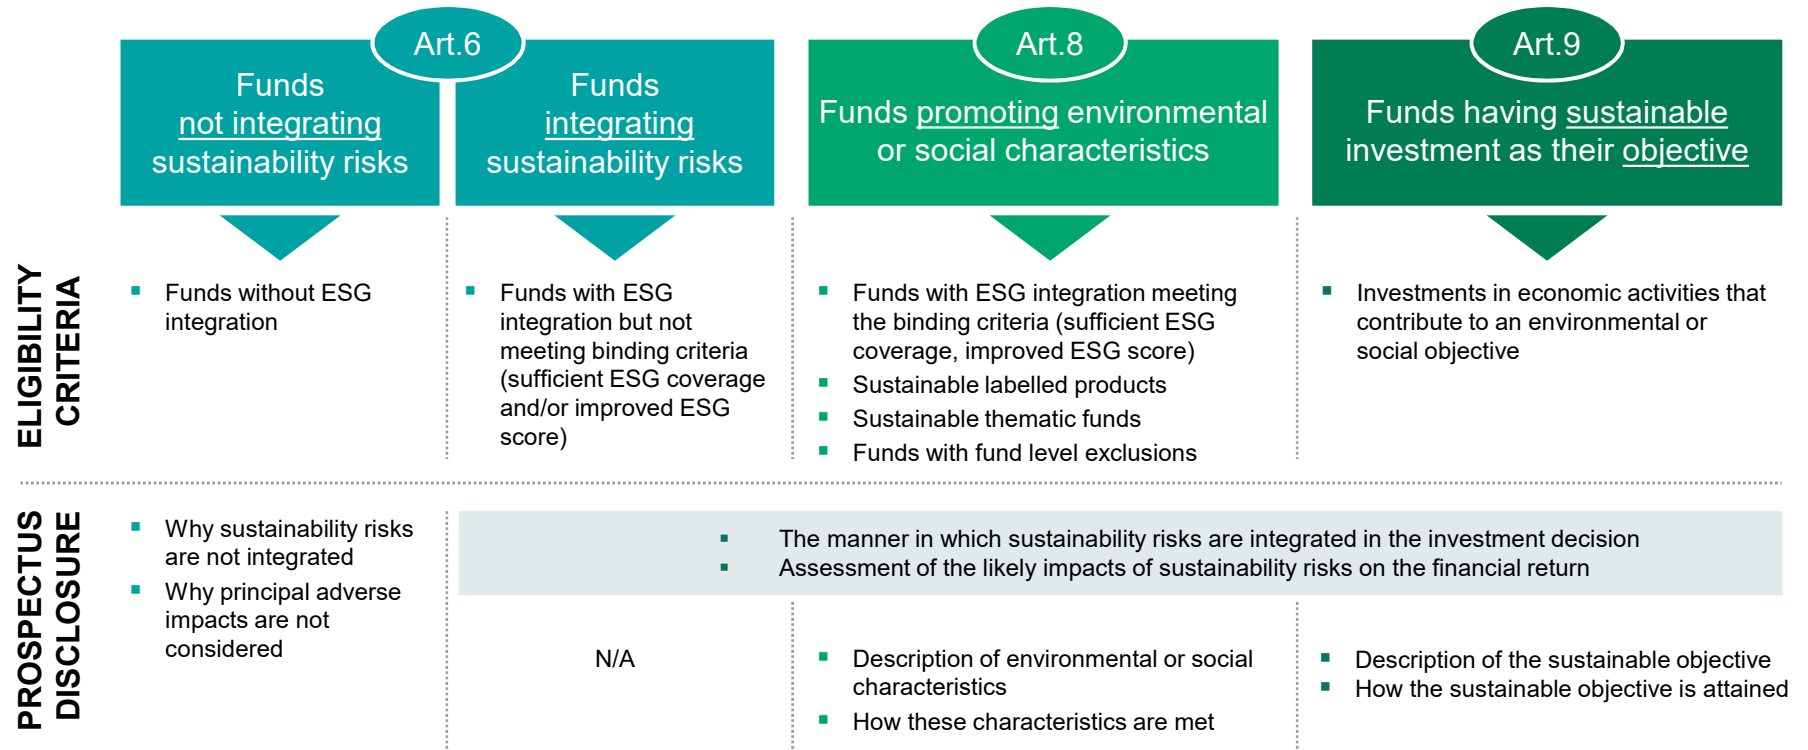 Art.6
Funds
not integrating
sustainability risks
Funds
integrating
sustainability risks
Art.8
Funds promoting environmental
or social characteristics
Art.9
Funds having sustainable
investment as their objective
ELIGIBILITY
CRITERIA
Funds without ESG
integration
Funds with ESG
integration but not
meeting binding criteria
(sufficient ESG coverage
and/or improved ESG
score)
Funds with ESG integration meeting
the binding criteria (sufficient ESG
coverage, improved ESG score)
Sustainable labelled products
Sustainable thematic funds
Funds with fund level exclusions
Investments in economic activities that
contribute to an environmental or
social objective
PROSPECTUS
DISCLOSURE
Why sustainability risks
are not integrated
Why principal adverse
impacts are not
considered
The manner in which sustainability risks are integrated in the investment decision
Assessment of the likely impacts of sustainability risks on the financial return
N/A
Description of environmental or social
characteristics
How these characteristics are met
Description of the sustainable objective
How the sustainable objective is attained